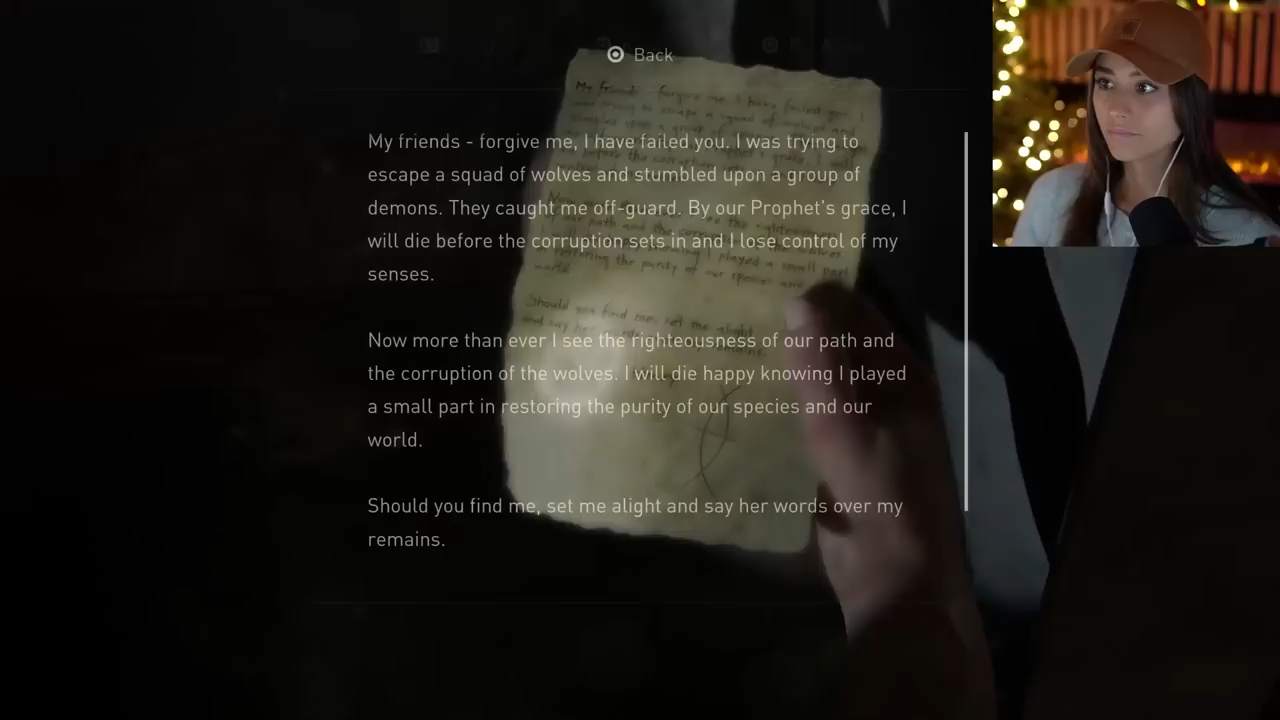 Back
My friends - forgive me, I have failed you. I was trying to
escape a squad of wolves and stumbled upon a group of
demons. They caught me off-guard. By our Prophet's grace, I
will die before the corruption sets in and I lose control of my
senses.
Now more than ever I see the righteousness of our path and
the corruption of the wolves. I will die happy knowing I played
a small part in restoring the purity of our species and our
world.
Should you find me, set me alight and say her words over my
remains.